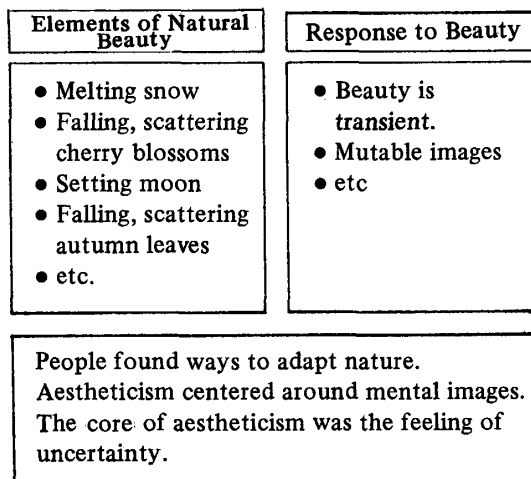 Elements of Natural
Beauty
● Melting snow
● Falling, scattering
cherry blossoms
● Setting moon
● Falling, scattering
autumn leaves
● etc.
Response to Beauty
● Beauty is
transient.
● Mutable images
● etc
People found ways to adapt nature.
Aestheticism centered around mental images.
The core of aestheticism was the feeling of
uncertainty.